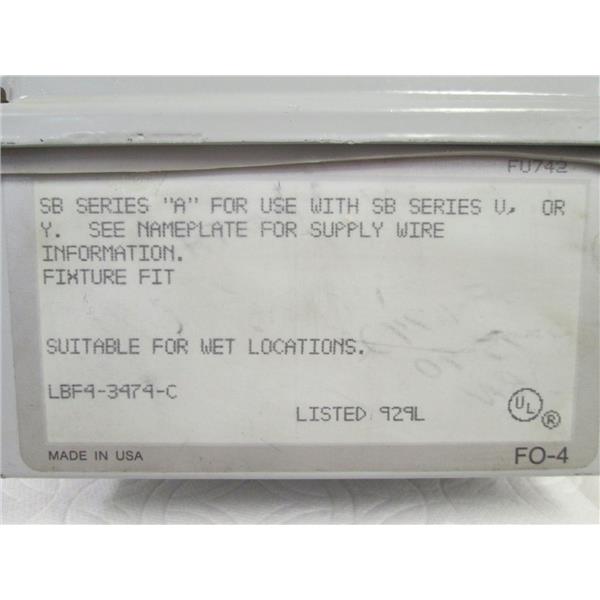 FU742
SB SERIES "A" FOR USE WITH SB SERIES U, OR
Y. SEE NAMEPLATE FOR SUPPLY WIRE
INFORMATION.
FIXTURE FIT
SUITABLE FOR WET LOCATIONS.
LBF4-3474-C
LISTED 929L
UL ®
MADE IN USA
FO-4